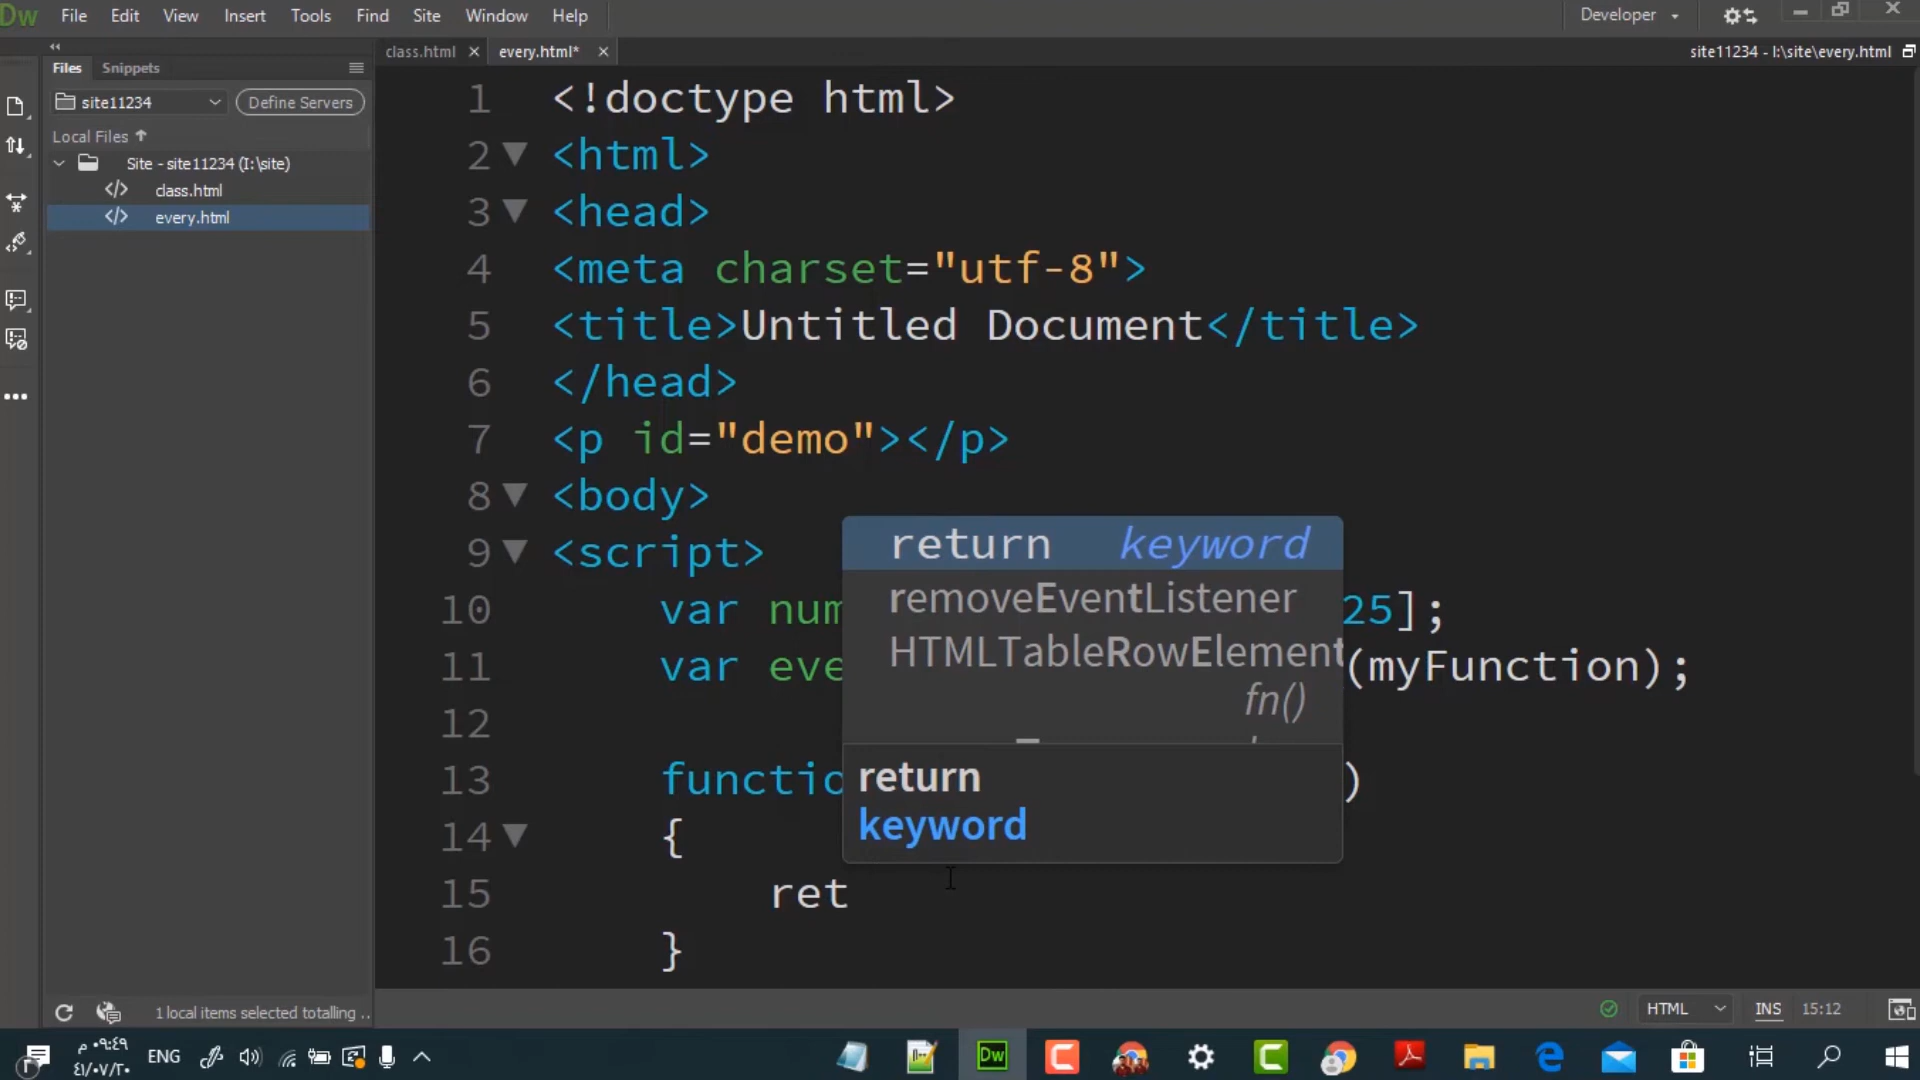 Dw File Edit View Insert Tools Find Site Window Help Developer
class.html every.html* site11234 - I:\site\every.html
Files Snippets
site11234 Define Servers
Local Files
Site - site11234 (I:\site)
class.html
every.html
1 <!doctype html>
2 <html>
3 <head>
4 <meta charset="utf-8">
5 <title>Untitled Document</title>
6 </head>
7 <p id="demo"></p>
8 <body>
9 <script>
10 var num 25];
11 var eve (myFunction);
12
13 functio )
14 {
15 ret
16 }
return keyword
removeEventListener
HTMLTableRowElement
fn()
return
keyword
1 local items selected totalling ..
HTML INS 15:12
ENG
٠٩:٤٩ م
Dw